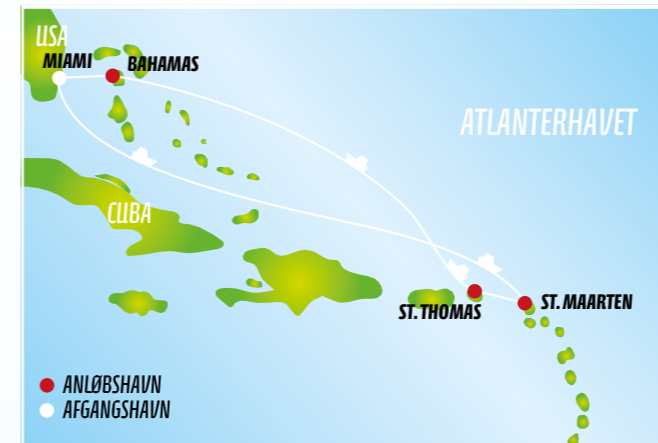 USA
MIAMI
BAHAMAS
ATLANTERHAVET
CUBA
ST. THOMAS
ST. MAARTEN
ANLØBSHAVN
AFGANGSHAVN